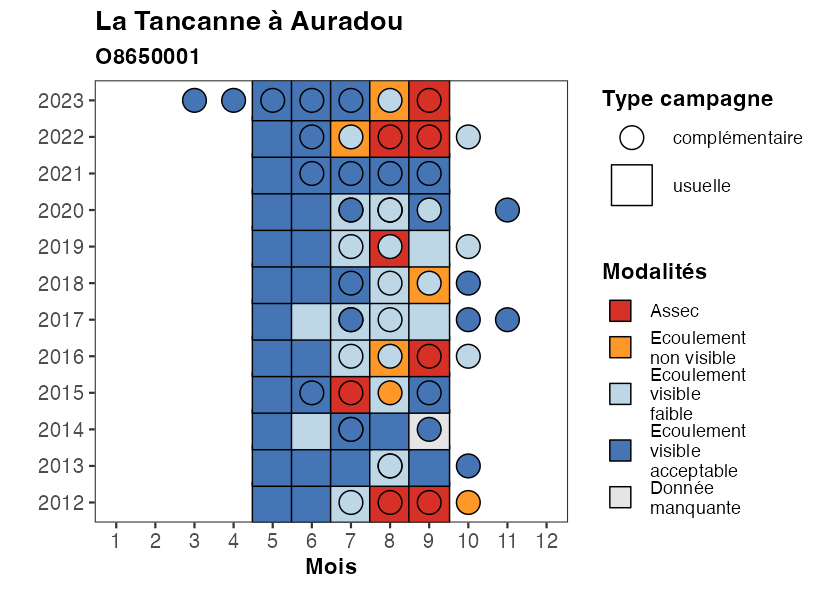 La Tancanne à Auradou
O8650001
2023
2022
2021
2020
2019
2018
2017
2016
2015
2014
2013
2012
1 2 3 4 5 6 7 8 9 10 11 12
Mois
Type campagne
complémentaire
usuelle
Modalités
Assec
Ecoulement
non visible
Ecoulement
visible
faible
Ecoulement
visible
acceptable
Donnée
manquante